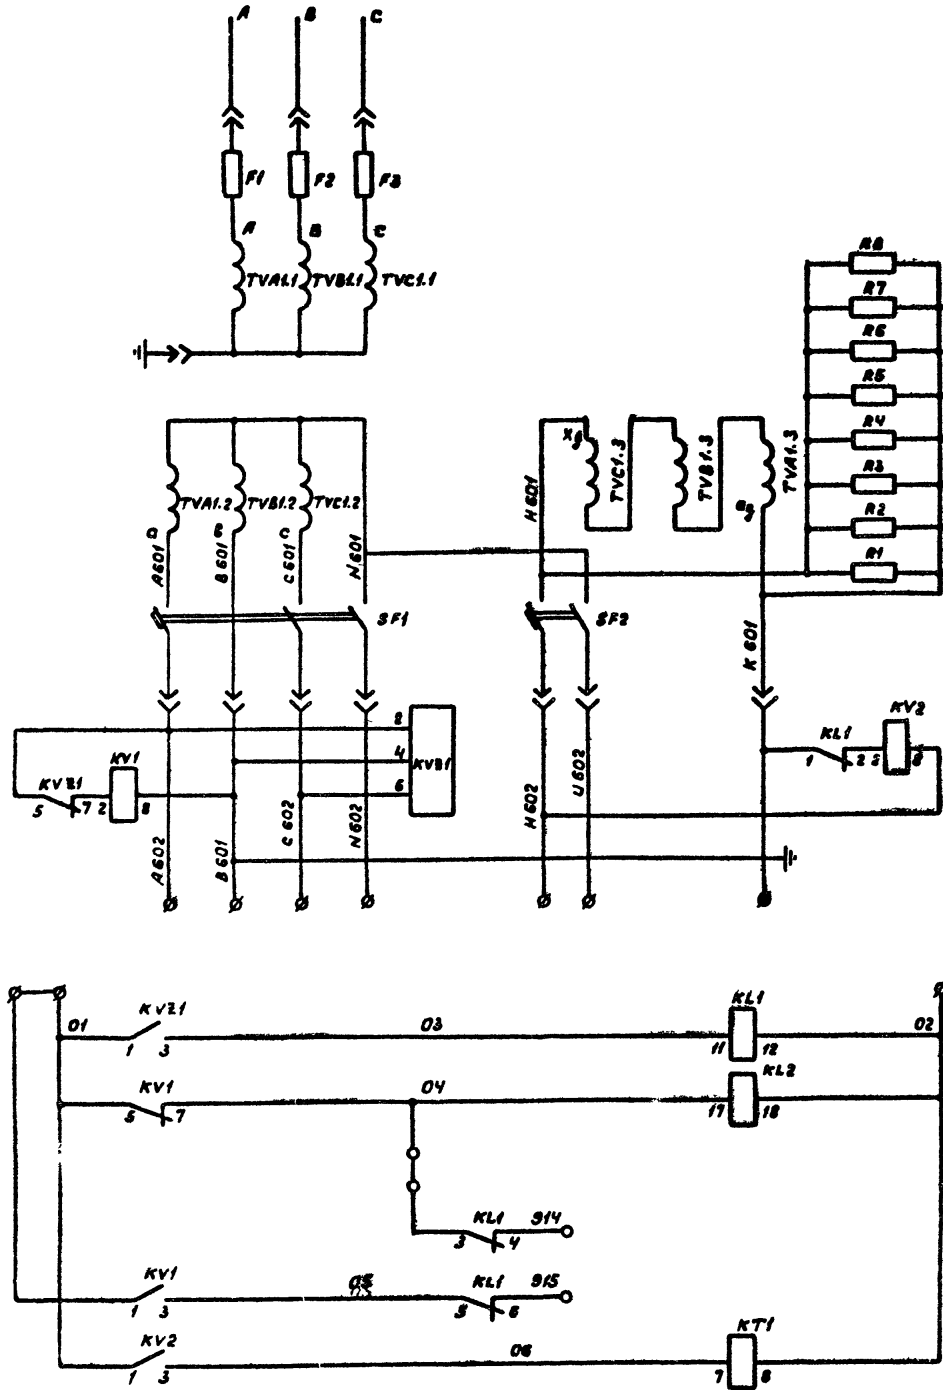 A B C
F1 F2 F3
A B C
TVA1.1 TVB1.1 TVC1.1
R8
R7
R6
R5
R4
R3
R2
R1
TVA1.2 TVB1.2 TVC1.2
a в c
A601 B601 C601 N601
SF1
H601
Хд
TVC1.3 TVB1.3 TVA1.3
aд
SF2
K601
2
4
6
KVZ1
KVZ1
5 7
KV1
2 8
A602 B601 C602 N602
H602 U602
KL1
1 2
KV2
2 8
01
KVZ1
1 3
03
KL1
11 12
02
KV1
5 7
04
KL2
17 18
KL1
3 4
914
KV1
1 3
05
KL1
5 6
915
KV2
1 3
06
KT1
7 8